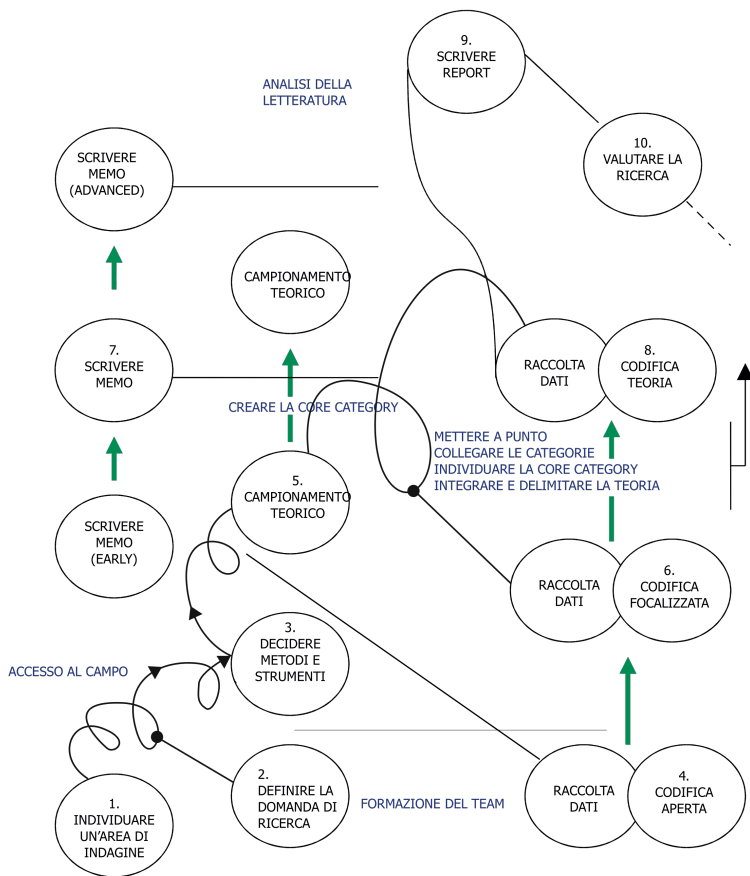 9.
SCRIVERE
REPORT
ANALISI DELLA
LETTERATURA
10.
VALUTARE LA
RICERCA
SCRIVERE
MEMO
(ADVANCED)
CAMPIONAMENTO
TEORICO
7.
SCRIVERE
MEMO
RACCOLTA
DATI
8.
CODIFICA
TEORIA
CREARE LA CORE CATEGORY
METTERE A PUNTO
COLLEGARE LE CATEGORIE
INDIVIDUARE LA CORE CATEGORY
INTEGRARE E DELIMITARE LA TEORIA
5.
CAMPIONAMENTO
TEORICO
SCRIVERE
MEMO
(EARLY)
RACCOLTA
DATI
6.
CODIFICA
FOCALIZZATA
3.
DECIDERE
METODI E
STRUMENTI
ACCESSO AL CAMPO
2.
DEFINIRE LA
DOMANDA DI
RICERCA
FORMAZIONE DEL TEAM
RACCOLTA
DATI
4.
CODIFICA
APERTA
1.
INDIVIDUARE
UN'AREA DI
INDAGINE